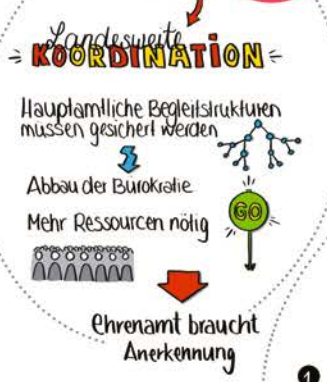 Landesweite
KOORDINATION
Hauptamtliche Begleitstrukturen
müssen gesichert werden
Abbau der Bürokratie
GO
Mehr Ressourcen nötig
Ehrenamt braucht
Anerkennung
1